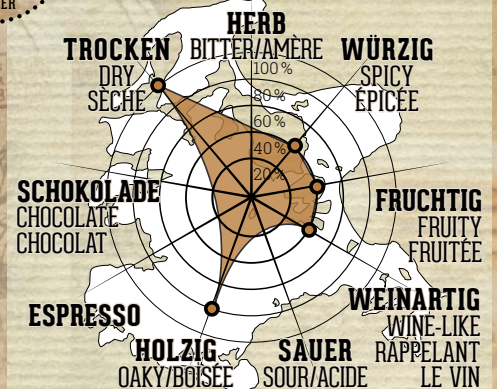 ER
HERB
BITTER/AMÈRE
TROCKEN
DRY
SÈCHE
WÜRZIG
SPICY
ÉPICÉE
100 %
80 %
60 %
40 %
20 %
SCHOKOLADE
CHOCOLATE
CHOCOLAT
FRUCHTIG
FRUITY
FRUITÉE
ESPRESSO
WEINARTIG
WINE-LIKE
RAPPELANT
LE VIN
HOLZIG
OAKY/BOISÉE
SAUER
SOUR/ACIDE